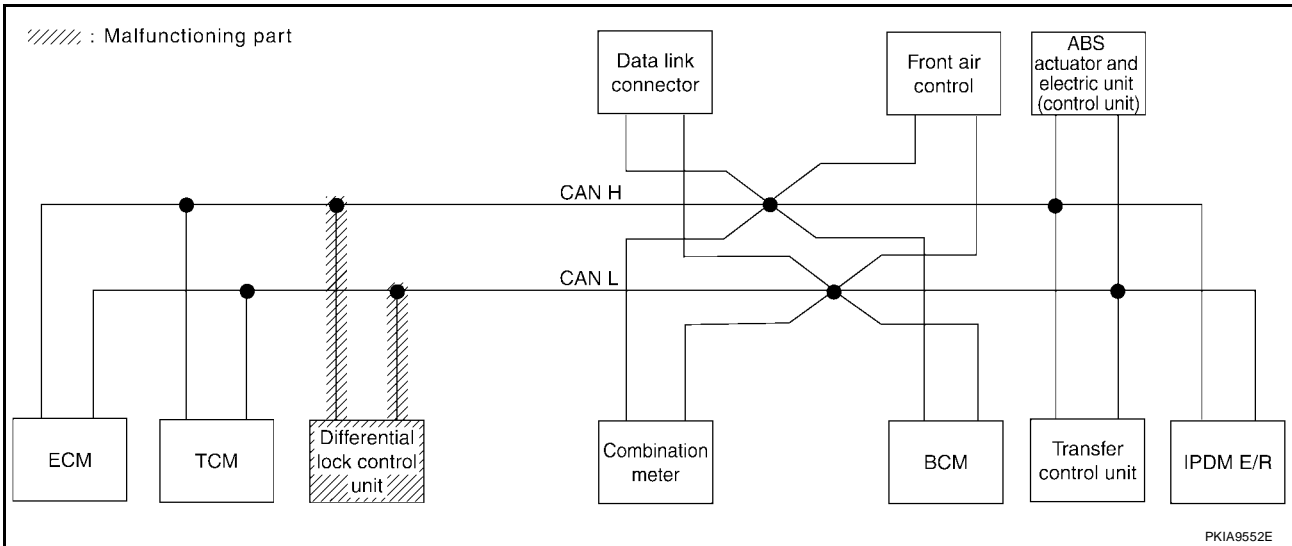 : Malfunctioning part
Data link
connector
Front air
control
ABS
actuator and
electric unit
(control unit)
CAN H
CAN L
ECM
TCM
Differential
lock control
unit
Combination
meter
BCM
Transfer
control unit
IPDM E/R
PKIA9552E